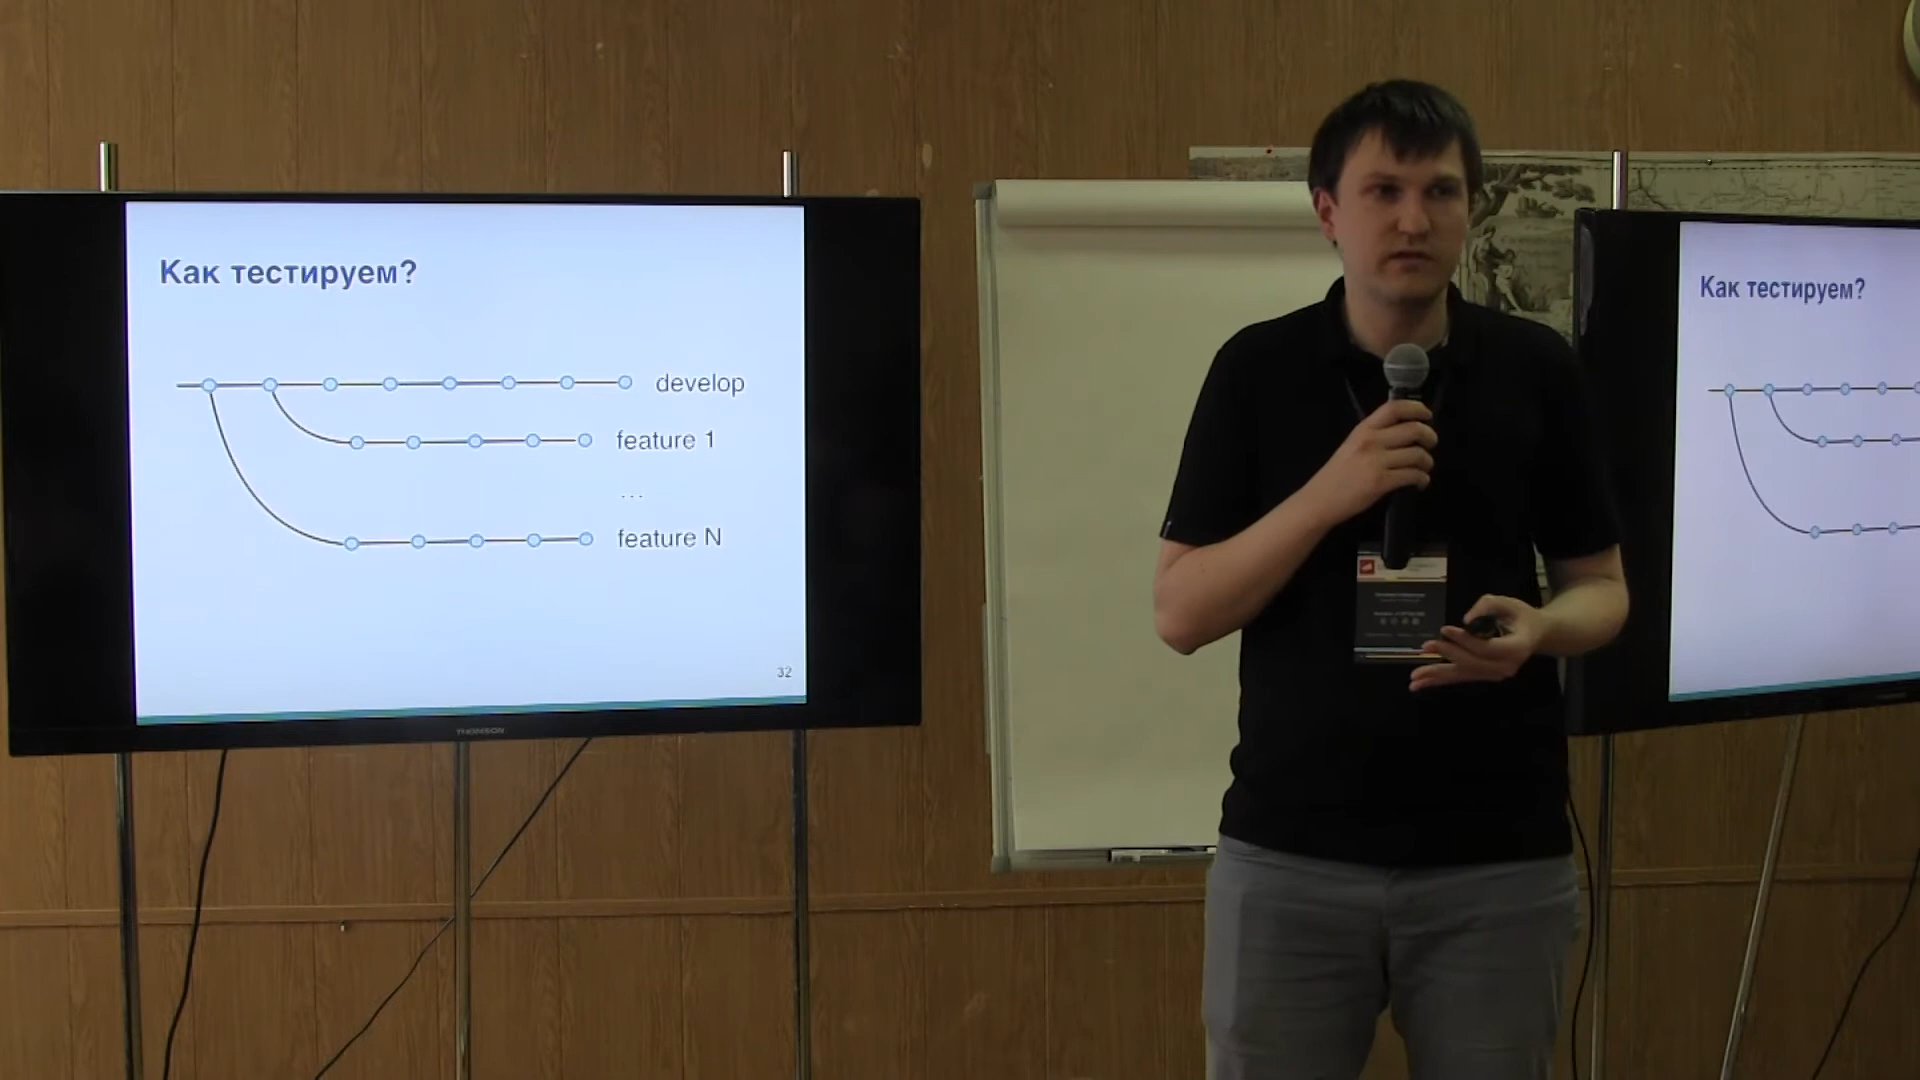 Как тестируем?
develop
feature 1
...
feature N
32
THOMSON
Как тестируем?